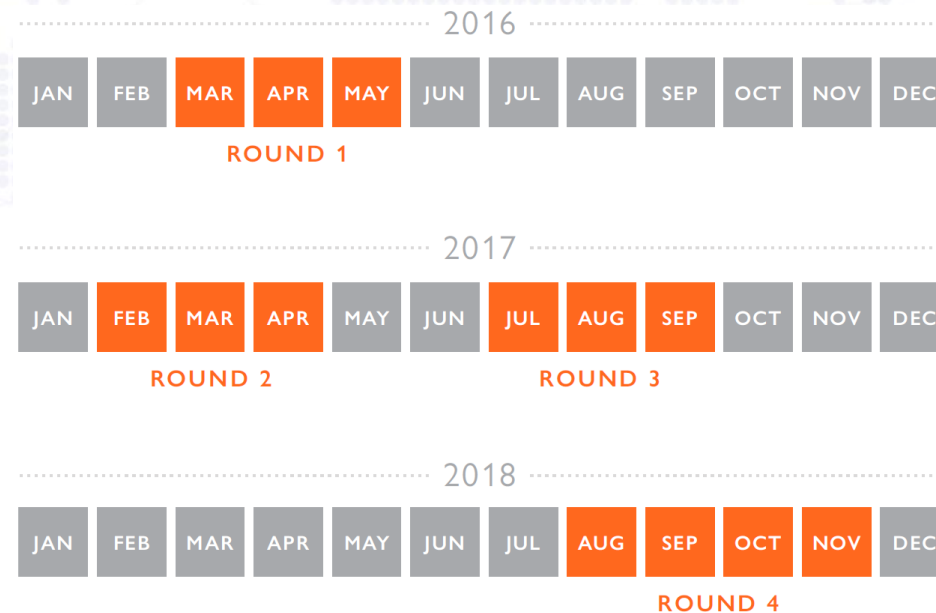 2016
JAN FEB MAR APR MAY JUN JUL AUG SEP OCT NOV DEC
ROUND 1
2017
JAN FEB MAR APR MAY JUN JUL AUG SEP OCT NOV DEC
ROUND 2 ROUND 3
2018
JAN FEB MAR APR MAY JUN JUL AUG SEP OCT NOV DEC
ROUND 4